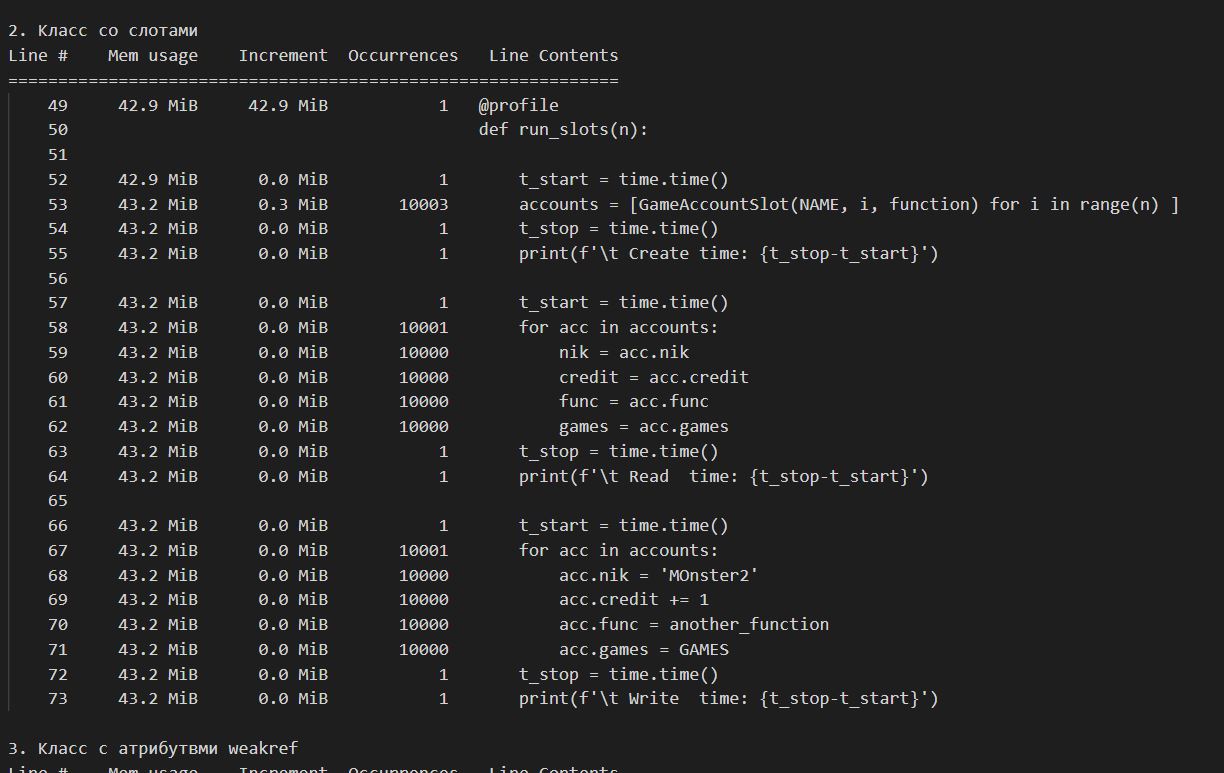 2. Класс со слотами
Line #    Mem usage    Increment  Occurrences   Line Contents
=============================================================
    49     42.9 MiB     42.9 MiB           1   @profile
    50                                         def run_slots(n):
    51
    52     42.9 MiB      0.0 MiB           1       t_start = time.time()
    53     43.2 MiB      0.3 MiB       10003       accounts = [GameAccountSlot(NAME, i, function) for i in range(n) ]
    54     43.2 MiB      0.0 MiB           1       t_stop = time.time()
    55     43.2 MiB      0.0 MiB           1       print(f'\t Create time: {t_stop-t_start}')
    56
    57     43.2 MiB      0.0 MiB           1       t_start = time.time()
    58     43.2 MiB      0.0 MiB       10001       for acc in accounts:
    59     43.2 MiB      0.0 MiB       10000           nik = acc.nik
    60     43.2 MiB      0.0 MiB       10000           credit = acc.credit
    61     43.2 MiB      0.0 MiB       10000           func = acc.func
    62     43.2 MiB      0.0 MiB       10000           games = acc.games
    63     43.2 MiB      0.0 MiB           1       t_stop = time.time()
    64     43.2 MiB      0.0 MiB           1       print(f'\t Read  time: {t_stop-t_start}')
    65
    66     43.2 MiB      0.0 MiB           1       t_start = time.time()
    67     43.2 MiB      0.0 MiB       10001       for acc in accounts:
    68     43.2 MiB      0.0 MiB       10000           acc.nik = 'MOnster2'
    69     43.2 MiB      0.0 MiB       10000           acc.credit += 1
    70     43.2 MiB      0.0 MiB       10000           acc.func = another_function
    71     43.2 MiB      0.0 MiB       10000           acc.games = GAMES
    72     43.2 MiB      0.0 MiB           1       t_stop = time.time()
    73     43.2 MiB      0.0 MiB           1       print(f'\t Write  time: {t_stop-t_start}')

3. Класс с атрибутвми weakref
Line #    Mem usage    Increment  Occurrences   Line Contents